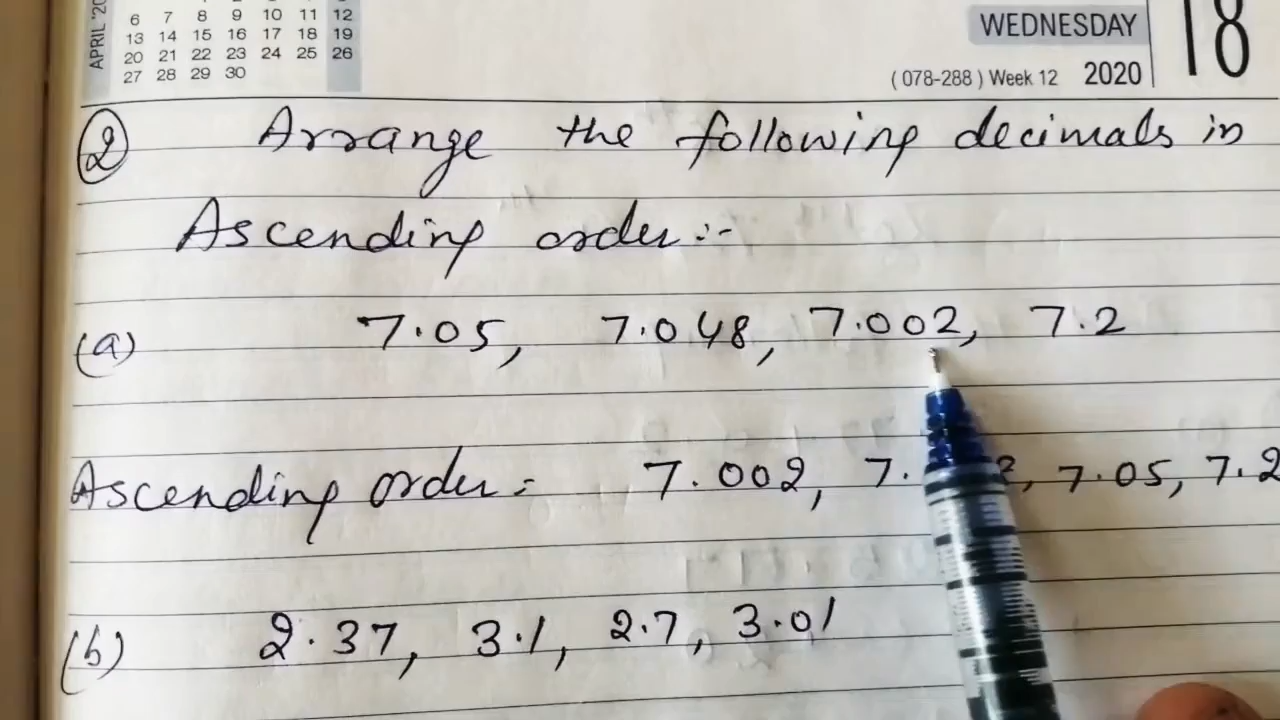 APRIL '20
6 7 8 9 10 11 12
13 14 15 16 17 18 19
20 21 22 23 24 25 26
27 28 29 30
WEDNESDAY 18
(078-288) Week 12 2020
② Arrange the following decimals in
Ascending order:-
(a) 7.05, 7.048, 7.002, 7.2
Ascending order = 7.002, 7. , 7.05, 7.2
(b) 2.37, 3.1, 2.7, 3.01